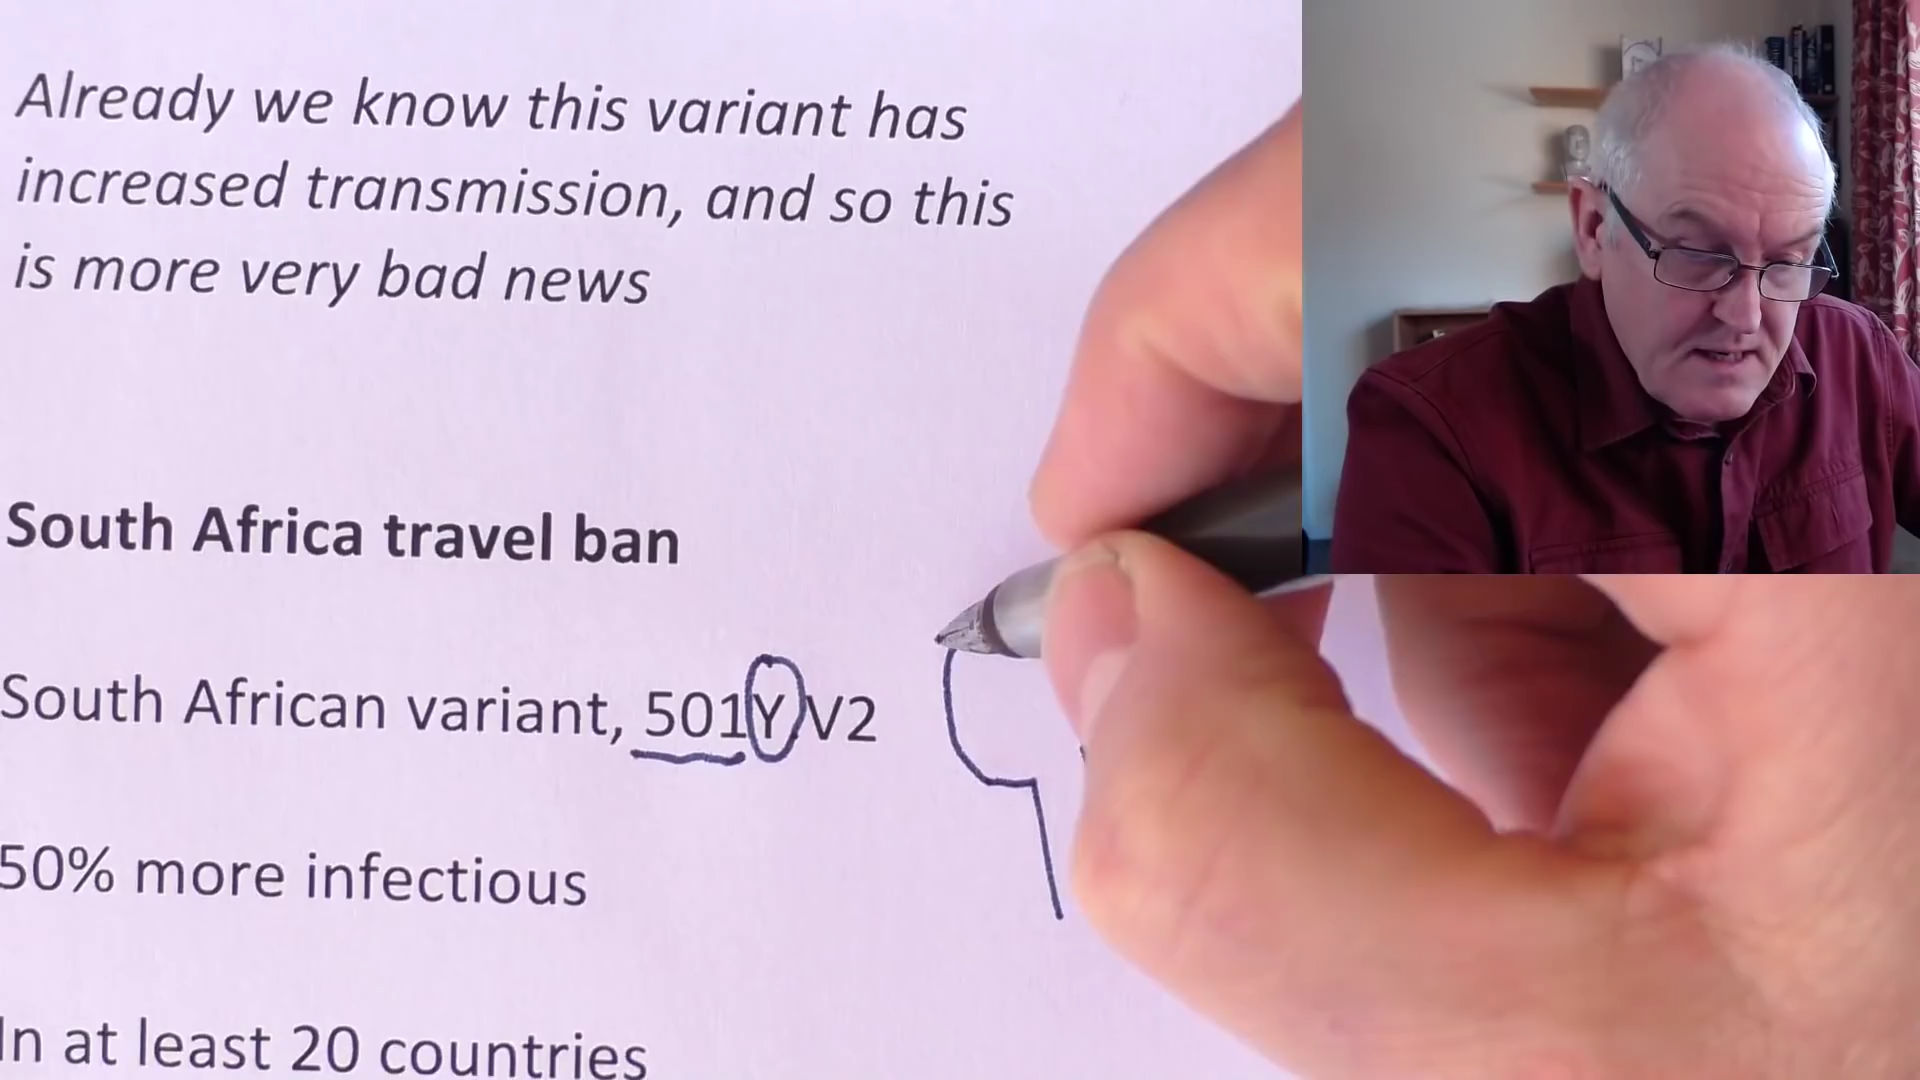 Already we know this variant has
increased transmission, and so this
is more very bad news
South Africa travel ban
South African variant, 501Y V2
50% more infectious
In at least 20 countries